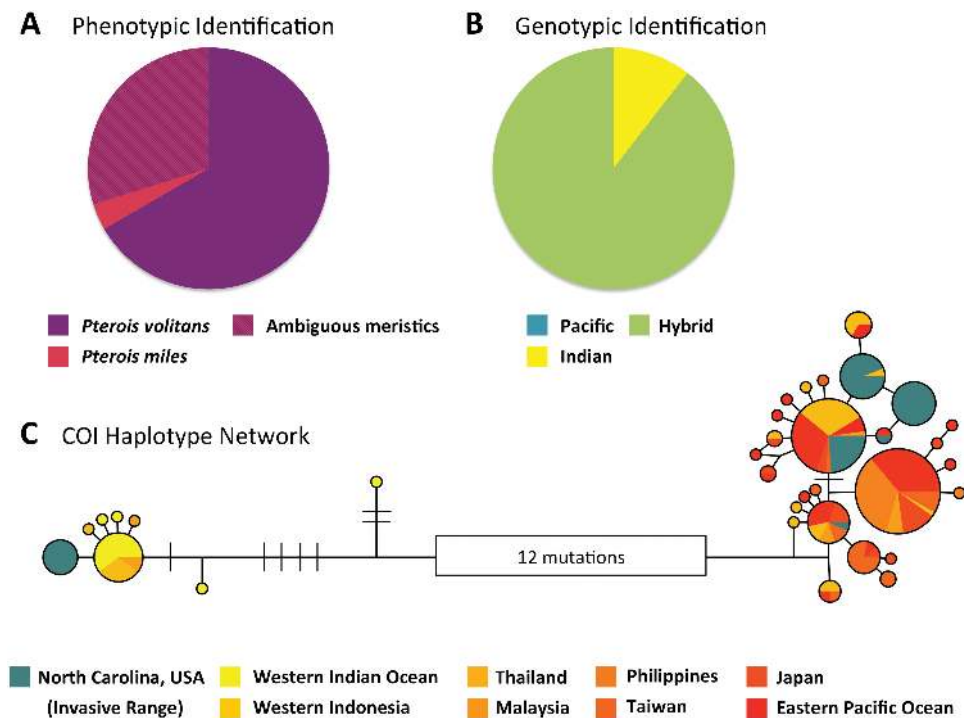 A Phenotypic Identification
B Genotypic Identification
Pterois volitans
Ambiguous meristics
Pterois miles
Pacific
Hybrid
Indian
C COI Haplotype Network
12 mutations
North Carolina, USA
(Invasive Range)
Western Indian Ocean
Western Indonesia
Thailand
Malaysia
Philippines
Taiwan
Japan
Eastern Pacific Ocean